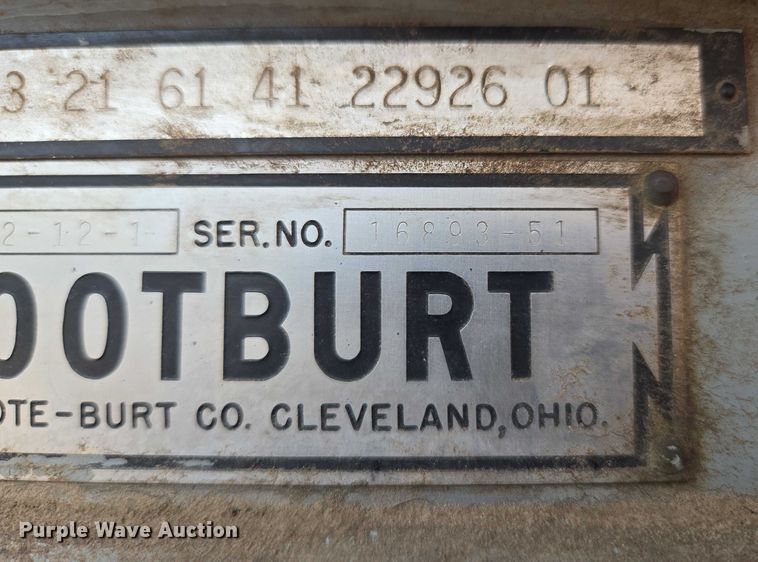 3 21 61 41 22926 01
2-12-1 SER.NO. 16893-51
OOTBURT
OTE-BURT CO. CLEVELAND, OHIO.
Purple Wave Auction